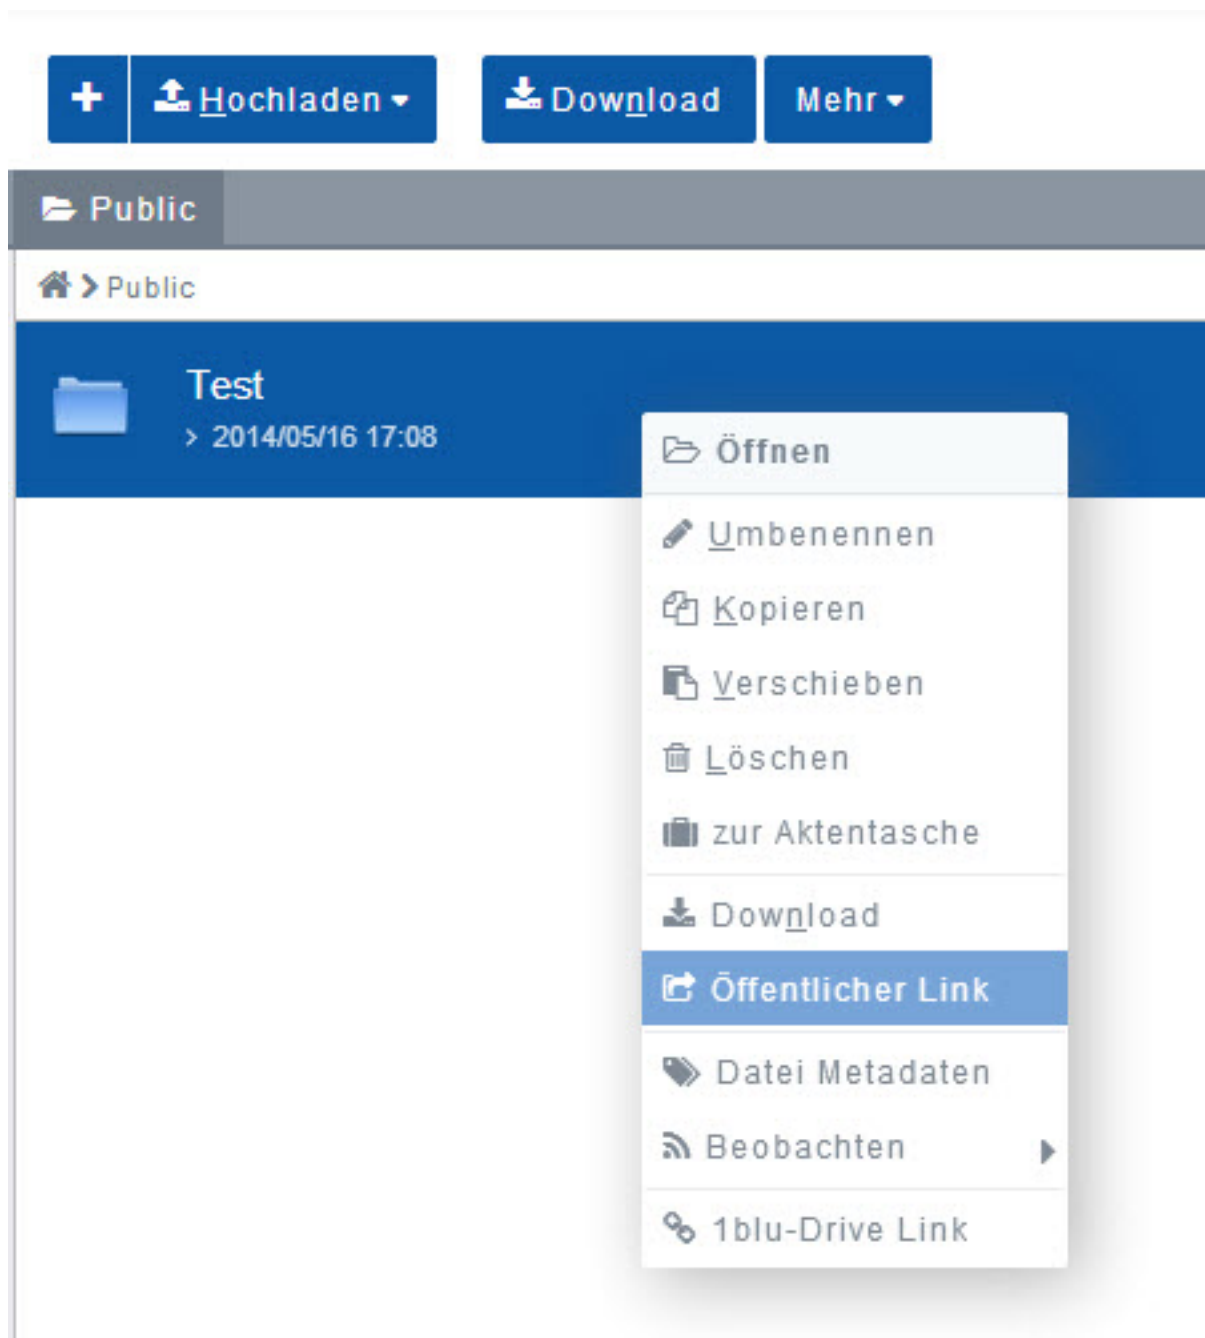 Hochladen
Download
Mehr
Public
Public
Test
> 2014/05/16 17:08
Öffnen
Umbenennen
Kopieren
Verschieben
Löschen
zur Aktentasche
Download
Öffentlicher Link
Datei Metadaten
Beobachten
1blu-Drive Link